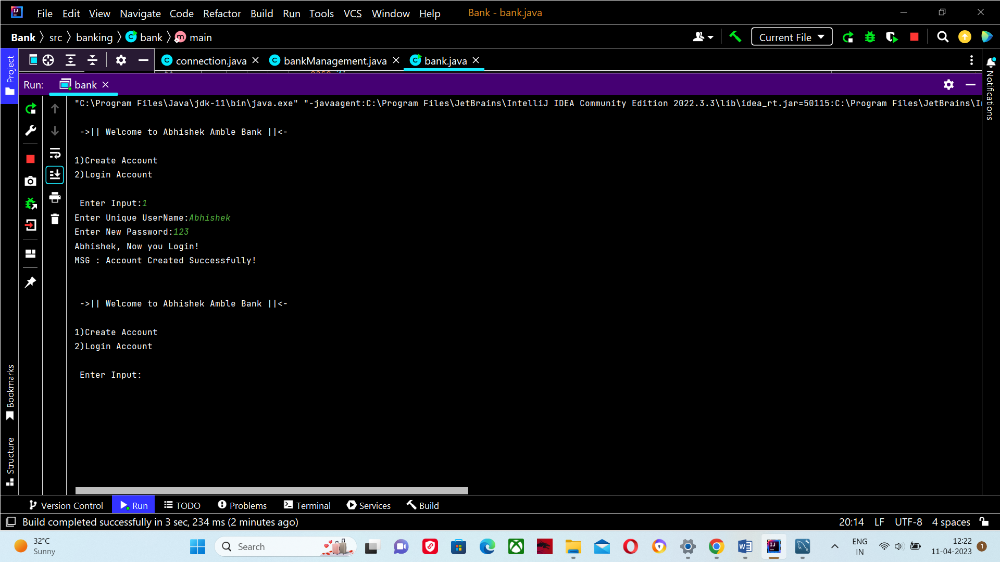 File Edit View Navigate Code Refactor Build Run Tools VCS Window Help Bank - bank.java
Bank src banking bank main Current File
Project
connection.java bankManagement.java bank.java
Notifications
Run: bank
"C:\Program Files\Java\jdk-11\bin\java.exe" "-javaagent:C:\Program Files\JetBrains\IntelliJ IDEA Community Edition 2022.3.3\lib\idea_rt.jar=50115:C:\Program Files\JetBrains\I
->|| Welcome to Abhishek Amble Bank ||<-
1)Create Account
2)Login Account
Enter Input:1
Enter Unique UserName:Abhishek
Enter New Password:123
Abhishek, Now you Login!
MSG : Account Created Successfully!
->|| Welcome to Abhishek Amble Bank ||<-
1)Create Account
2)Login Account
Enter Input:
Bookmarks
Structure
Version Control Run TODO Problems Terminal Services Build
Build completed successfully in 3 sec, 234 ms (2 minutes ago) 20:14 LF UTF-8 4 spaces
32°C
Sunny
Search
ENG
IN
12:22
11-04-2023
1